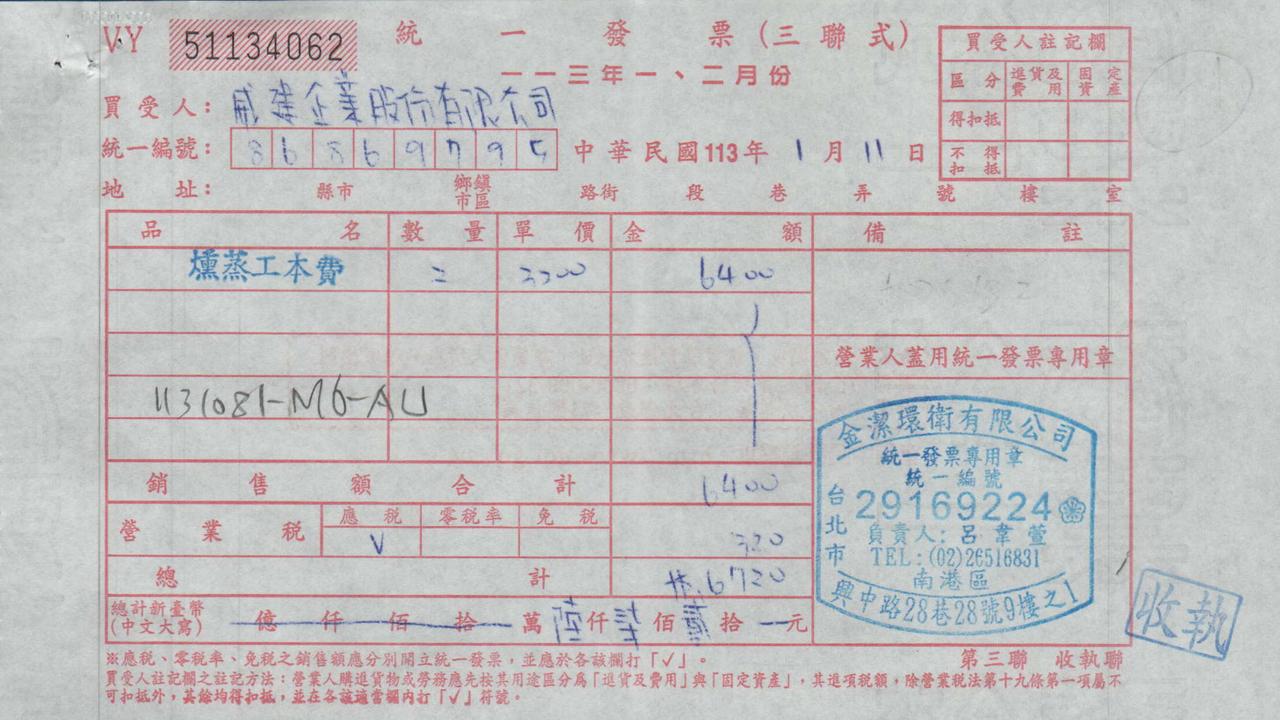 VY 51134062 統一發票(三聯式)
一一三年一、二月份
買受人: 威建企業股份有限公司
統一編號: 8 6 8 6 9 7 9 5 中華民國113年 1 月 11 日
地址: 縣市 鄉鎮市區 路街 段 巷 弄 號 樓 室
買受人註記欄
區分 進貨及費用 固定資產
得扣抵
不得扣抵
品名 數量 單價 金額 備註
燻蒸工本費 二 3200 6400
營業人蓋用統一發票專用章
1131081-M6-AU
銷售額合計 6400
營業稅 應稅 零稅率 免稅
V 320
總計 6720
總計新臺幣(中文大寫) 億仟佰拾萬陸仟柒佰貳拾一元
金潔環衛有限公司
統一發票專用章
統一編號
29169224
負責人:呂韋萱
TEL:(02)26516831
台北市
南港區
興中路28巷28號9樓之1
收執
※應稅、零稅率、免稅之銷售額應分別開立統一發票,並應於各該欄打「✓」。
第三聯 收執聯
買受人註記欄之註記方法:營業人購進貨物或勞務應先按其用途區分為「進貨及費用」與「固定資產」,其進項稅額,除營業稅法第十九條第一項屬不
可扣抵外,其餘均得扣抵,並在各該適當欄內打「✓」符號。